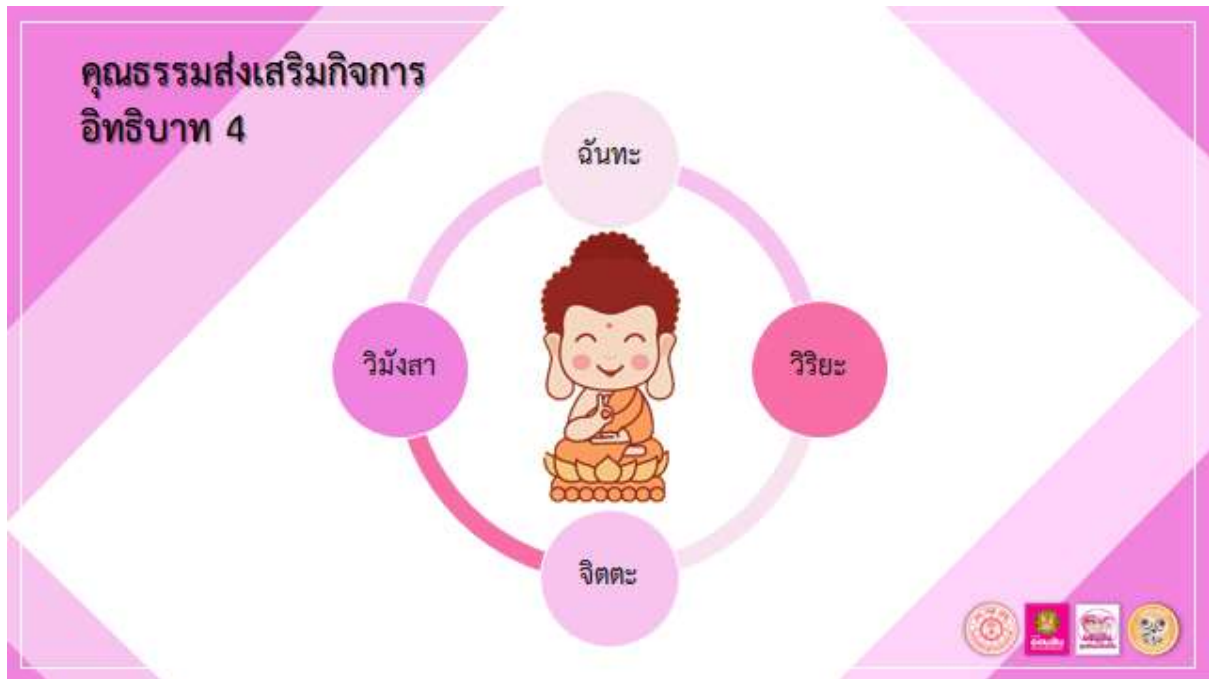 คุณธรรมส่งเสริมกิจการ
อิทธิบาท 4
ฉันทะ
วิมังสา
วิริยะ
จิตตะ